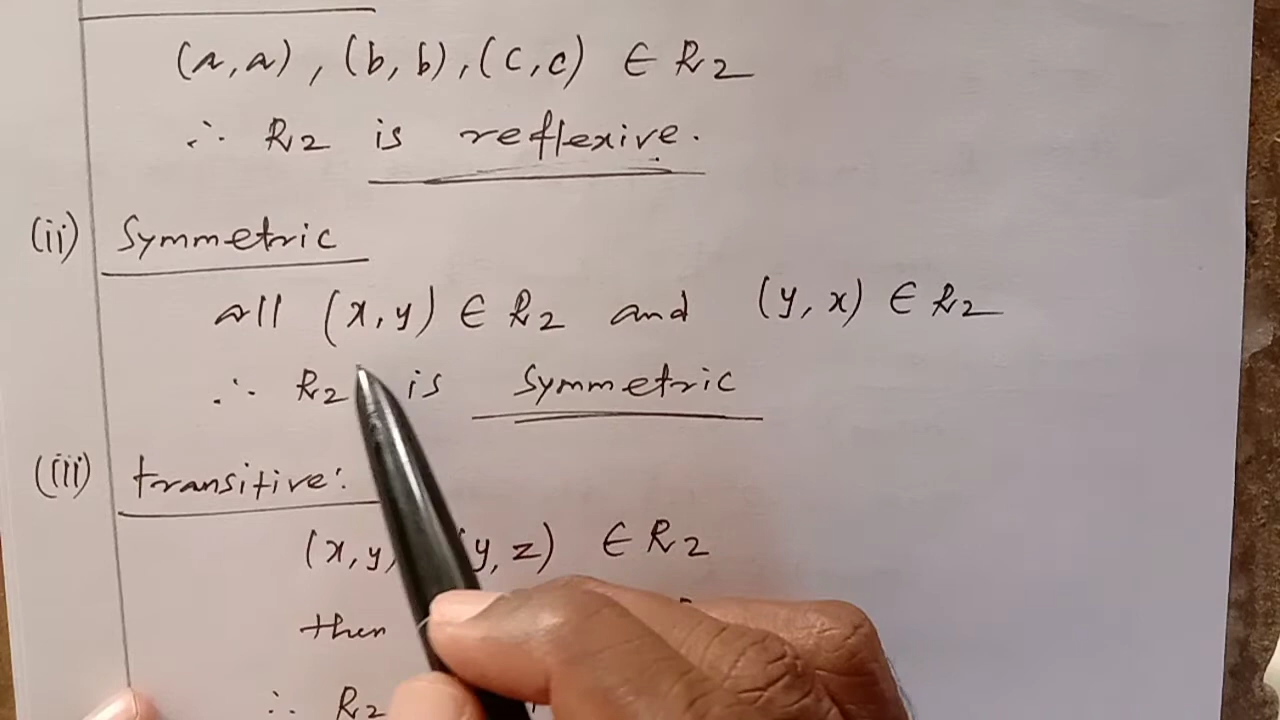 (a,a), (b,b), (c,c) ∈ R2
∴ R2 is reflexive.
(ii) Symmetric
all (x,y) ∈ R2 and (y,x) ∈ R2
∴ R2 is Symmetric
(iii) transitive:
(x,y) (y,z) ∈ R2
then
∴ R2